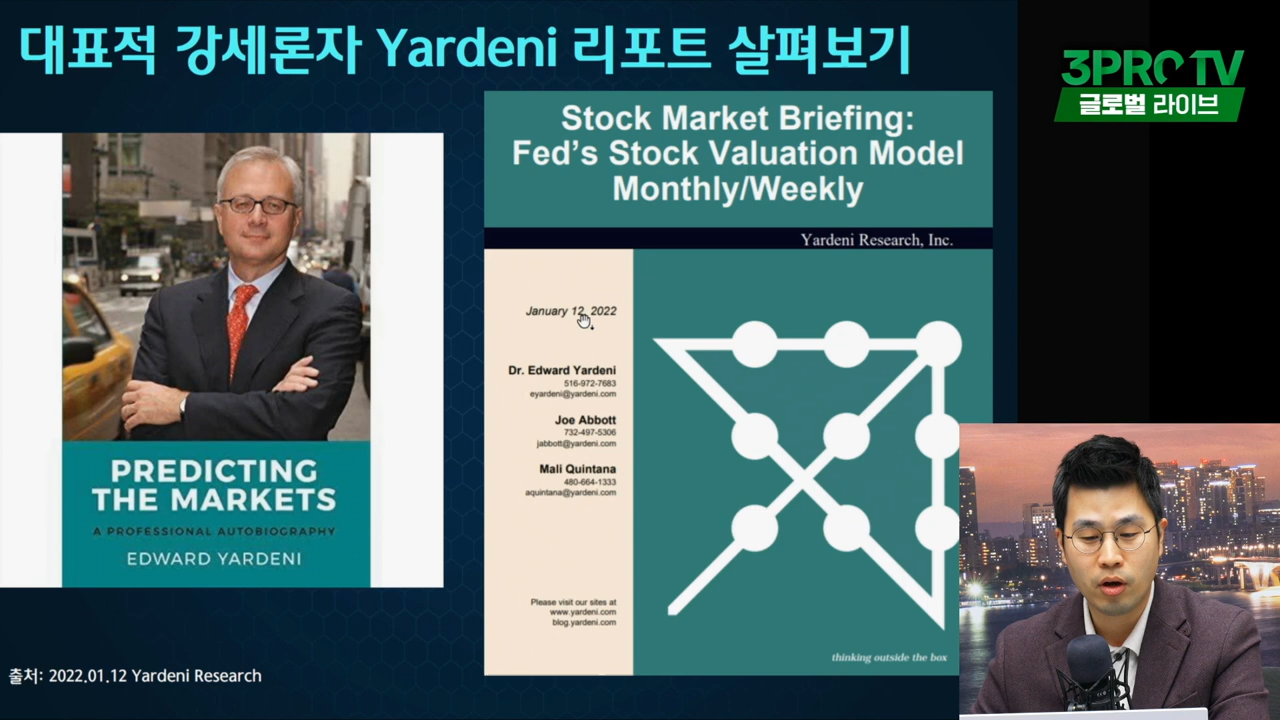 대표적 강세론자 Yardeni 리포트 살펴보기
3PRO TV
글로벌 라이브
Stock Market Briefing:
Fed's Stock Valuation Model
Monthly/Weekly
Yardeni Research, Inc.
January 12, 2022
Dr. Edward Yardeni
516-972-7683
eyardeni@yardeni.com
Joe Abbott
732-497-5306
jabbott@yardeni.com
Mali Quintana
480-664-1333
aquintana@yardeni.com
Please visit our sites at
www.yardeni.com
blog.yardeni.com
thinking outside the box
PREDICTING
THE MARKETS
A PROFESSIONAL AUTOBIOGRAPHY
EDWARD YARDENI
출처: 2022.01.12 Yardeni Research